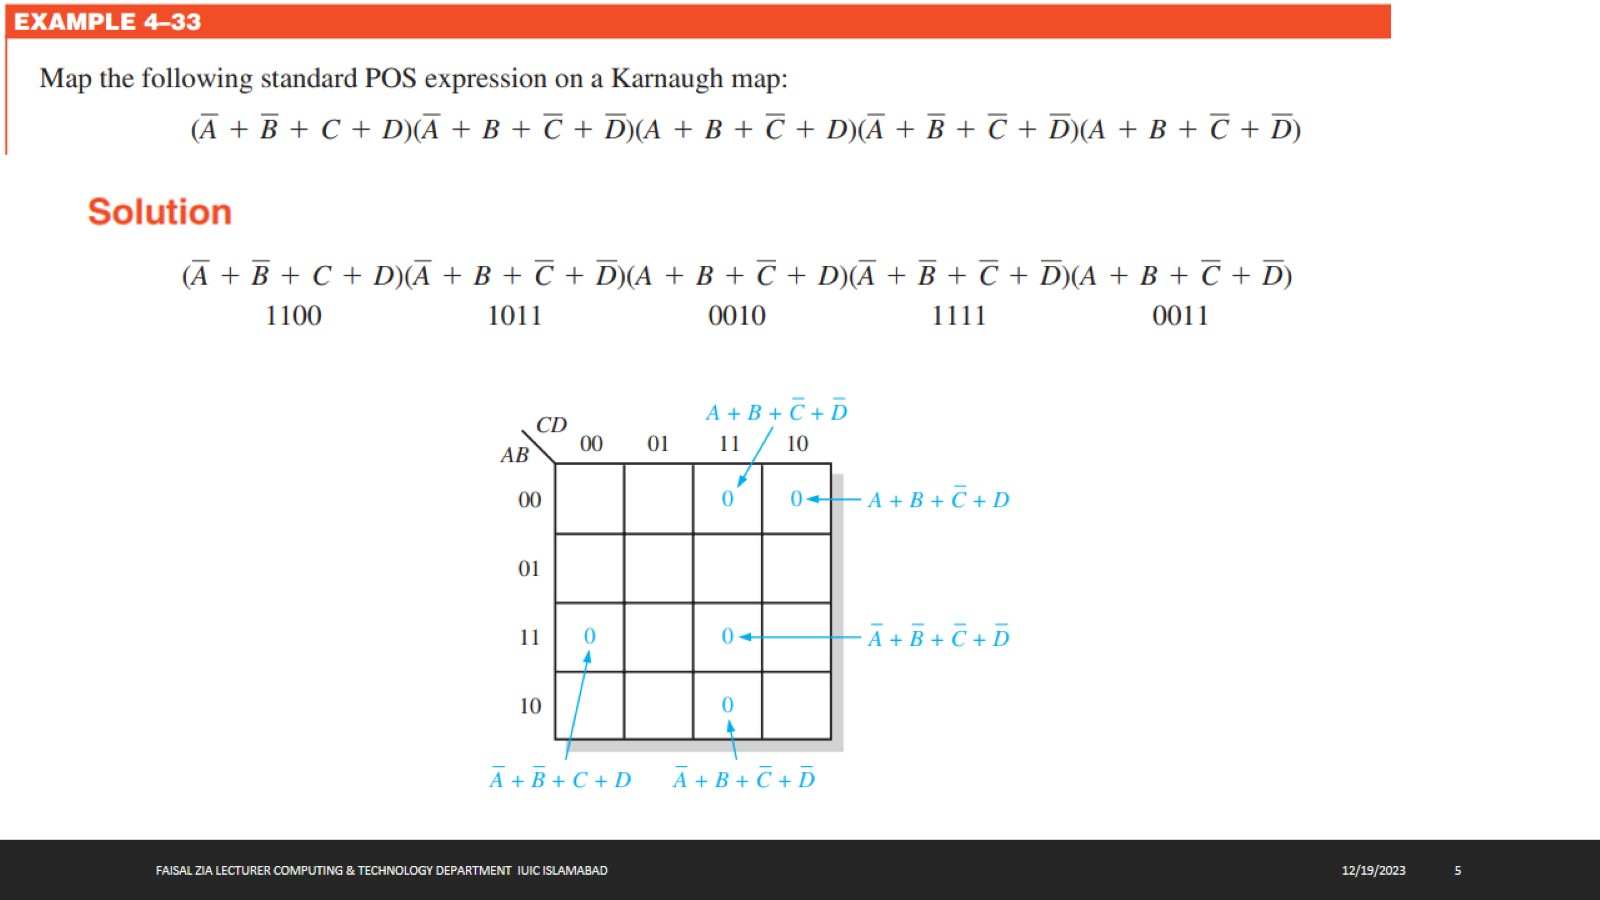 EXAMPLE 4–33
Map the following standard POS expression on a Karnaugh map:
(A̅ + B̅ + C + D)(A̅ + B + C̅ + D̅)(A + B + C̅ + D)(A̅ + B̅ + C̅ + D̅)(A + B + C̅ + D̅)
Solution
(A̅ + B̅ + C + D)(A̅ + B + C̅ + D̅)(A + B + C̅ + D)(A̅ + B̅ + C̅ + D̅)(A + B + C̅ + D̅)
1100 1011 0010 1111 0011
A + B + C̅ + D̅
CD
00 01 11 10
AB
00 0 0 A + B + C̅ + D
01
11 0 0 A̅ + B̅ + C̅ + D̅
10 0
A̅ + B̅ + C + D A̅ + B + C̅ + D̅
FAISAL ZIA LECTURER COMPUTING & TECHNOLOGY DEPARTMENT IUIC ISLAMABAD 12/19/2023 5